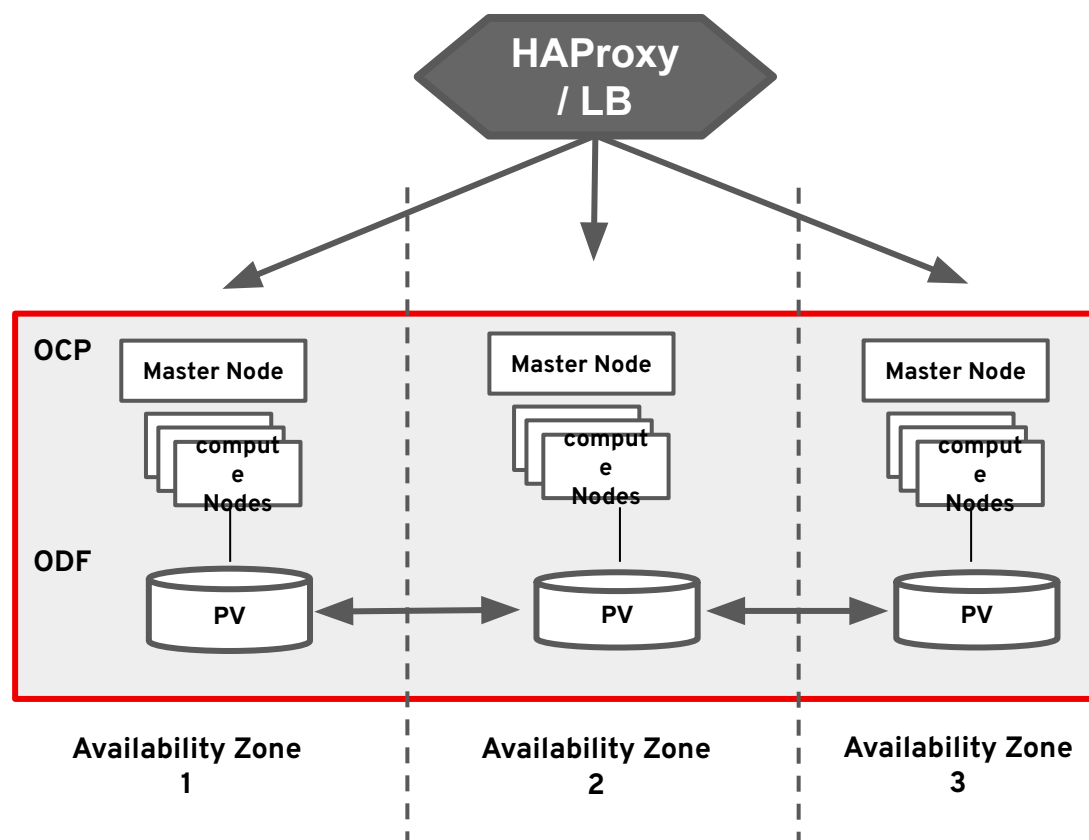 HAProxy
/ LB
OCP
Master Node
Master Node
Master Node
comput
e
Nodes
comput
e
Nodes
comput
e
Nodes
ODF
PV
PV
PV
Availability Zone
1
Availability Zone
2
Availability Zone
3